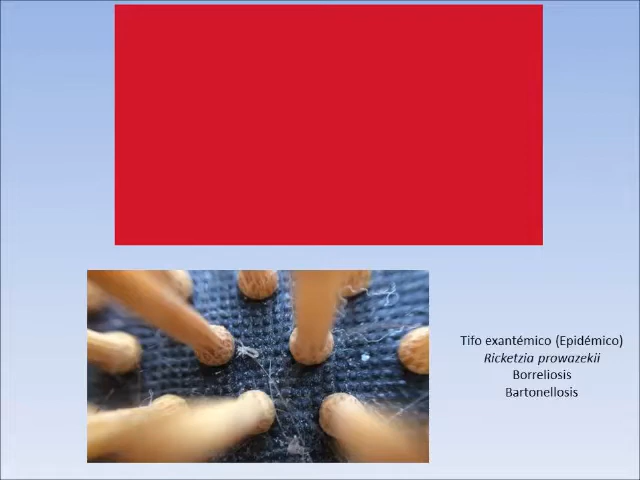 Tifo exantémico (Epidémico)
Ricketzia prowazekii
Borreliosis
Bartonellosis